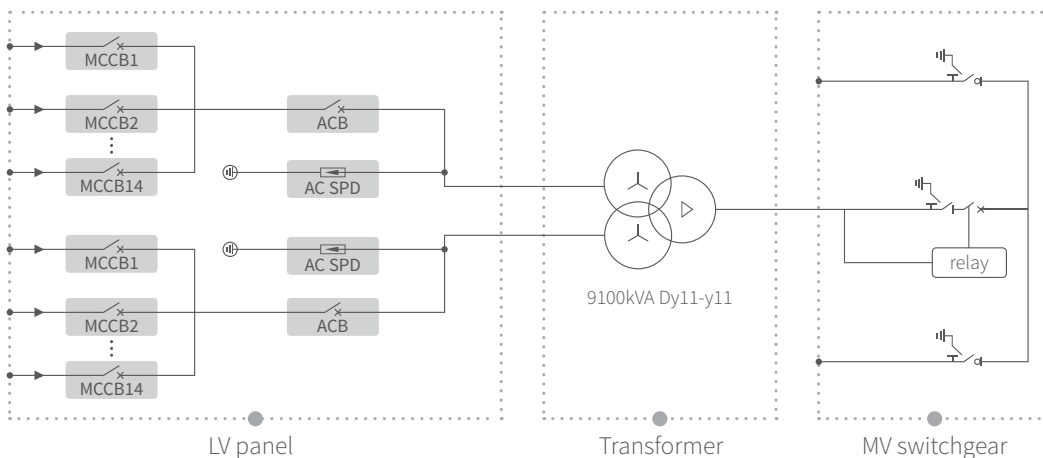 MCCB1
MCCB2
MCCB14
ACB
AC SPD
MCCB1
MCCB2
MCCB14
AC SPD
ACB
LV panel
9100kVA Dy11-y11
Transformer
relay
MV switchgear